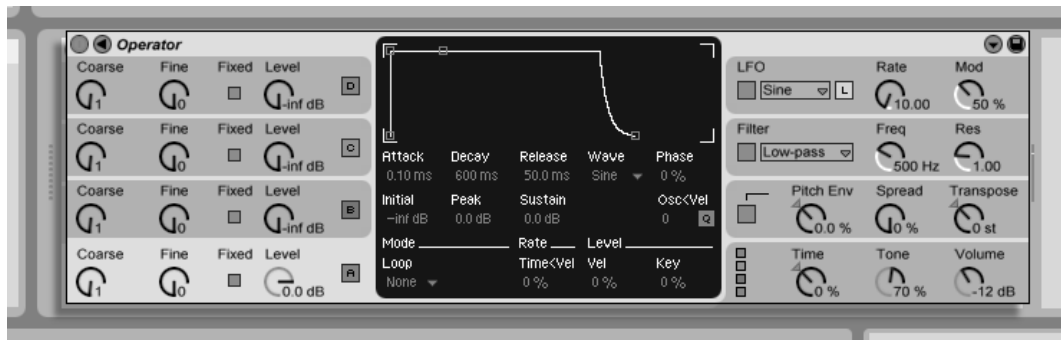 Operator
Coarse Fine Fixed Level
1 0 -inf dB D
Coarse Fine Fixed Level
1 0 -inf dB C
Coarse Fine Fixed Level
1 0 -inf dB B
Coarse Fine Fixed Level
1 0 0.0 dB A
Attack Decay Release Wave Phase
0.10 ms 600 ms 50.0 ms Sine 0 %
Initial Peak Sustain Osc<Vel
-inf dB 0.0 dB 0.0 dB 0 Q
Mode Rate Level
Loop Time<Vel Vel Key
None 0 % 0 % 0 %
LFO Rate Mod
Sine L 10.00 50 %
Filter Freq Res
Low-pass 500 Hz 1.00
Pitch Env Spread Transpose
0.0 % 0 % 0 st
Time Tone Volume
0 % 70 % -12 dB